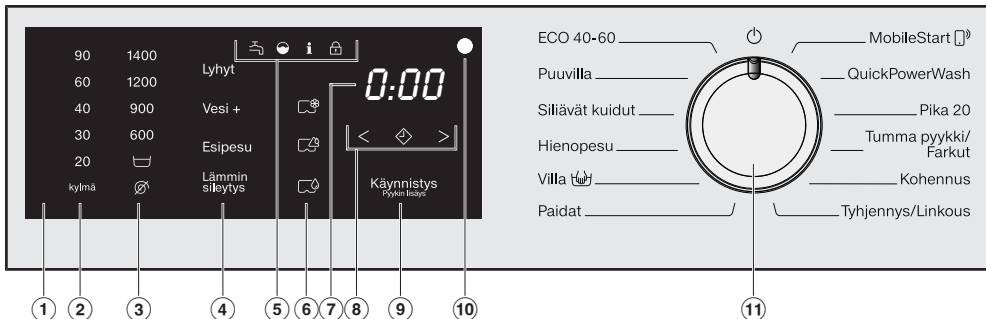 90
60
40
30
20
kylmä
1400
1200
900
600
Lyhyt
Vesi +
Esipesu
Lämmin
sileytys
0:00
< >
Käynnistys
Pyykin lisäys
ECO 40-60
Puuvilla
Siliävät kuidut
Hienopesu
Villa
Paidat
MobileStart
QuickPowerWash
Pika 20
Tumma pyykki/
Farkut
Kohennus
Tyhjennys/Linkous
1 2 3 4 5 6 7 8 9 10 11